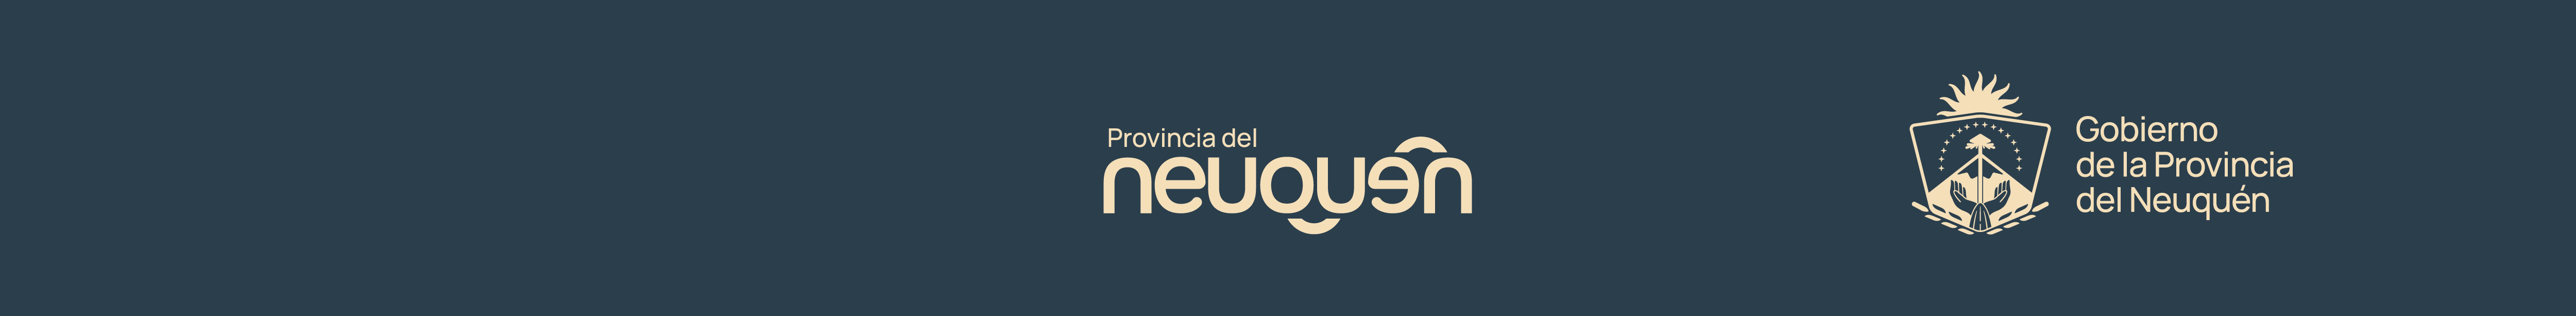 Provincia del
neuquén
Gobierno
de la Provincia
del Neuquén